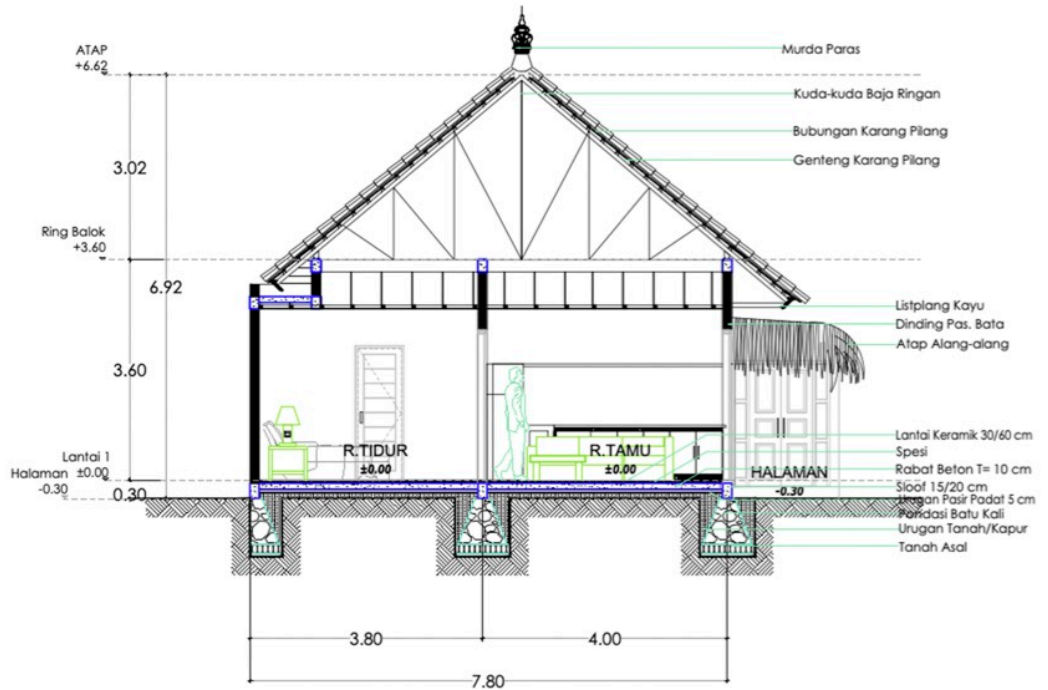 ATAP
+6.62
Murda Paras
Kuda-kuda Baja Ringan
Bubungan Karang Pilang
Genteng Karang Pilang
3.02
Ring Balok
+3.60
6.92
Listplang Kayu
Dinding Pas. Bata
Atap Alang-alang
3.60
Lantai 1
±0.00
Halaman
-0.30
0.30
R.TIDUR
±0.00
R.TAMU
±0.00
HALAMAN
-0.30
Lantai Keramik 30/60 cm
Spesi
Rabat Beton T= 10 cm
Sloof 15/20 cm
Urugan Pasir Padat 5 cm
Pondasi Batu Kali
Urugan Tanah/Kapur
Tanah Asal
3.80
4.00
7.80